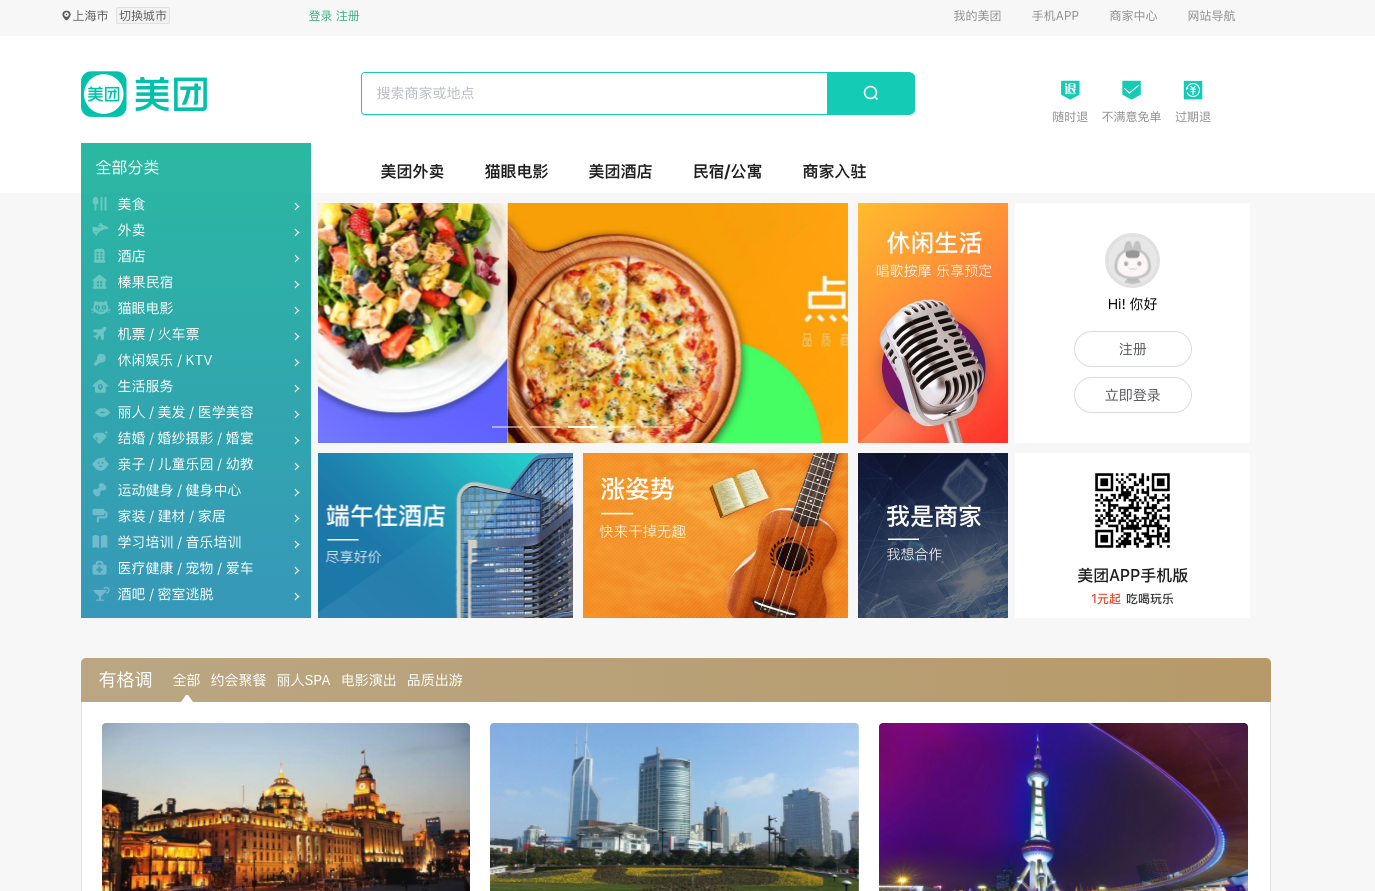 上海市 切换城市 登录 注册 我的美团 手机APP 商家中心 网站导航
美团 美团
搜索商家或地点
退
随时退 不满意免单 过期退
全部分类
美团外卖 猫眼电影 美团酒店 民宿/公寓 商家入驻
美食
外卖
酒店
榛果民宿
猫眼电影
机票 / 火车票
休闲娱乐 / KTV
生活服务
丽人 / 美发 / 医学美容
结婚 / 婚纱摄影 / 婚宴
亲子 / 儿童乐园 / 幼教
运动健身 / 健身中心
家装 / 建材 / 家居
学习培训 / 音乐培训
医疗健康 / 宠物 / 爱车
酒吧 / 密室逃脱
点
品质商
休闲生活
唱歌按摩 乐享预定
Hi! 你好
注册
立即登录
端午住酒店
尽享好价
涨姿势
快来干掉无趣
我是商家
我想合作
美团APP手机版
1元起 吃喝玩乐
有格调 全部 约会聚餐 丽人SPA 电影演出 品质出游